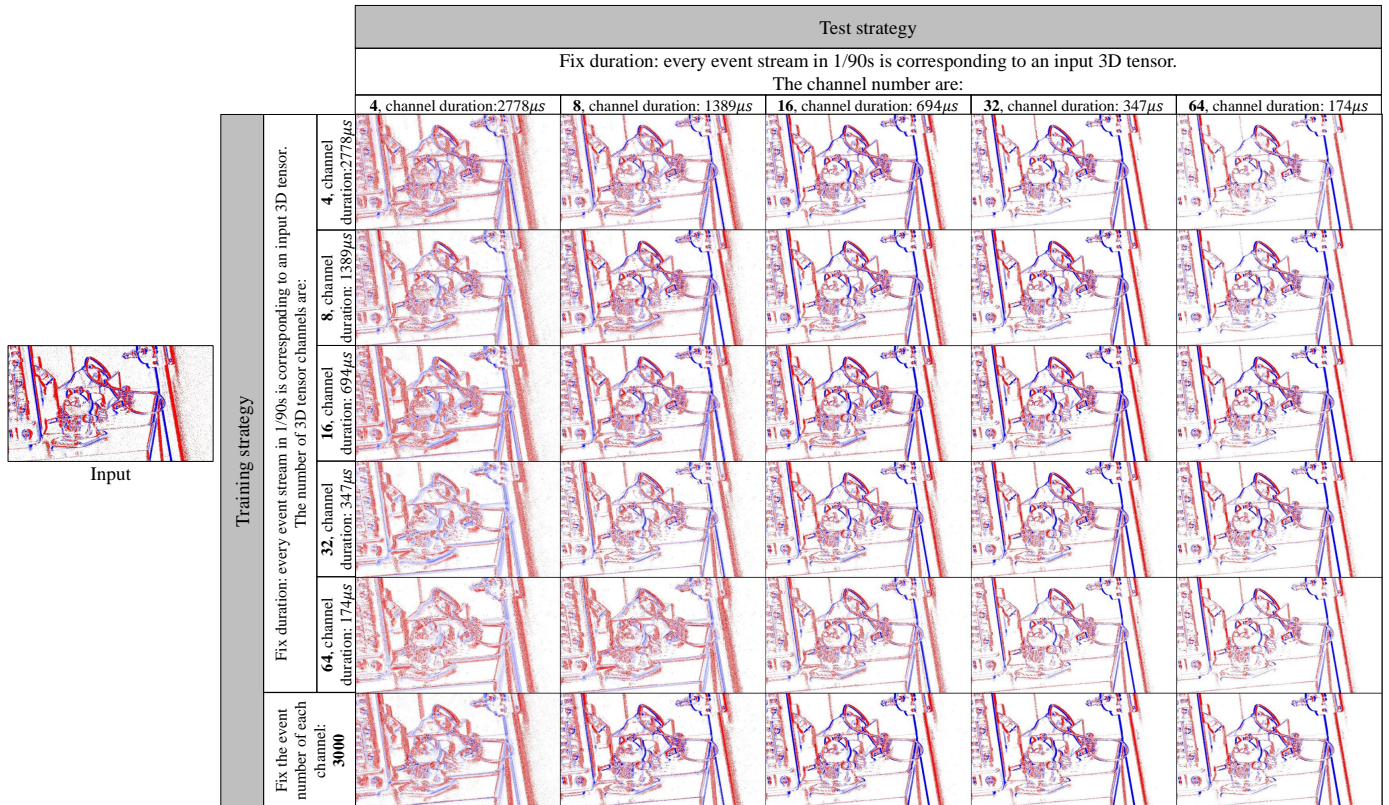 Test strategy
Fix duration: every event stream in 1/90s is corresponding to an input 3D tensor.
The channel number are:
4, channel duration:2778μs
8, channel duration: 1389μs
16, channel duration: 694μs
32, channel duration: 347μs
64, channel duration: 174μs
Input
Training strategy
Fix duration: every event stream in 1/90s is corresponding to an input 3D tensor.
The number of 3D tensor channels are:
4, channel
duration:2778μs
8, channel
duration: 1389μs
16, channel
duration: 694μs
32, channel
duration: 347μs
64, channel
duration: 174μs
Fix the event
number of each
channel:
3000